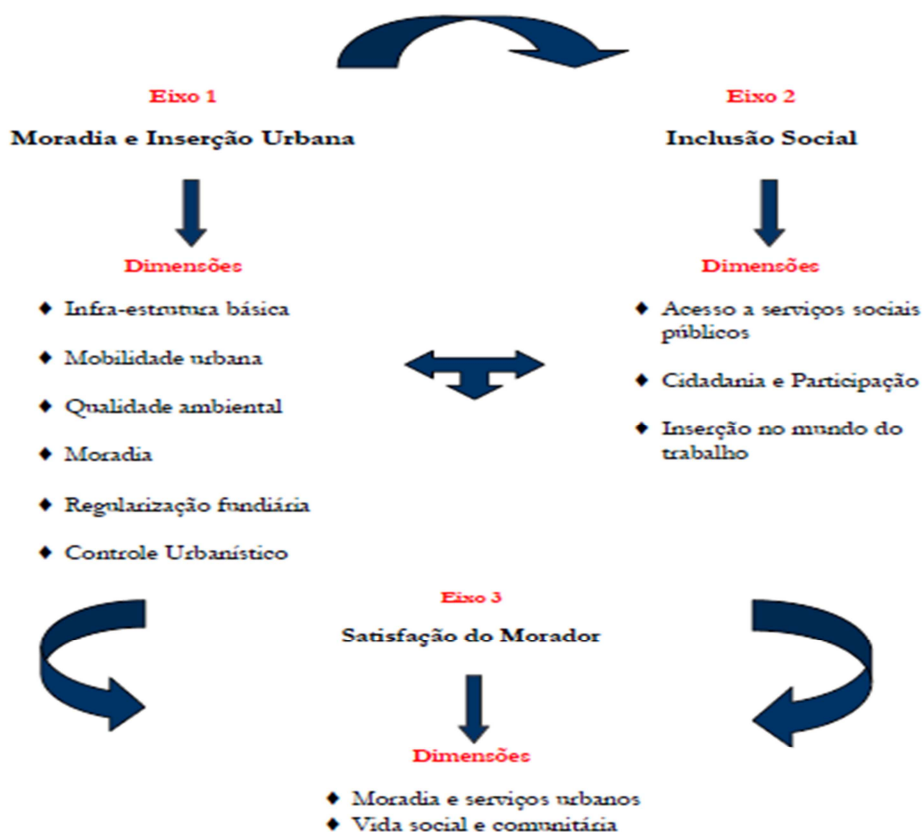 Eixo 1
Moradia e Inserção Urbana
Dimensões
♦ Infra-estrutura básica
♦ Mobilidade urbana
♦ Qualidade ambiental
♦ Moradia
♦ Regularização fundiária
♦ Controle Urbanístico
Eixo 2
Inclusão Social
Dimensões
♦ Acesso a serviços sociais
públicos
♦ Cidadania e Participação
♦ Inserção no mundo do
trabalho
Eixo 3
Satisfação do Morador
Dimensões
♦ Moradia e serviços urbanos
♦ Vida social e comunitária